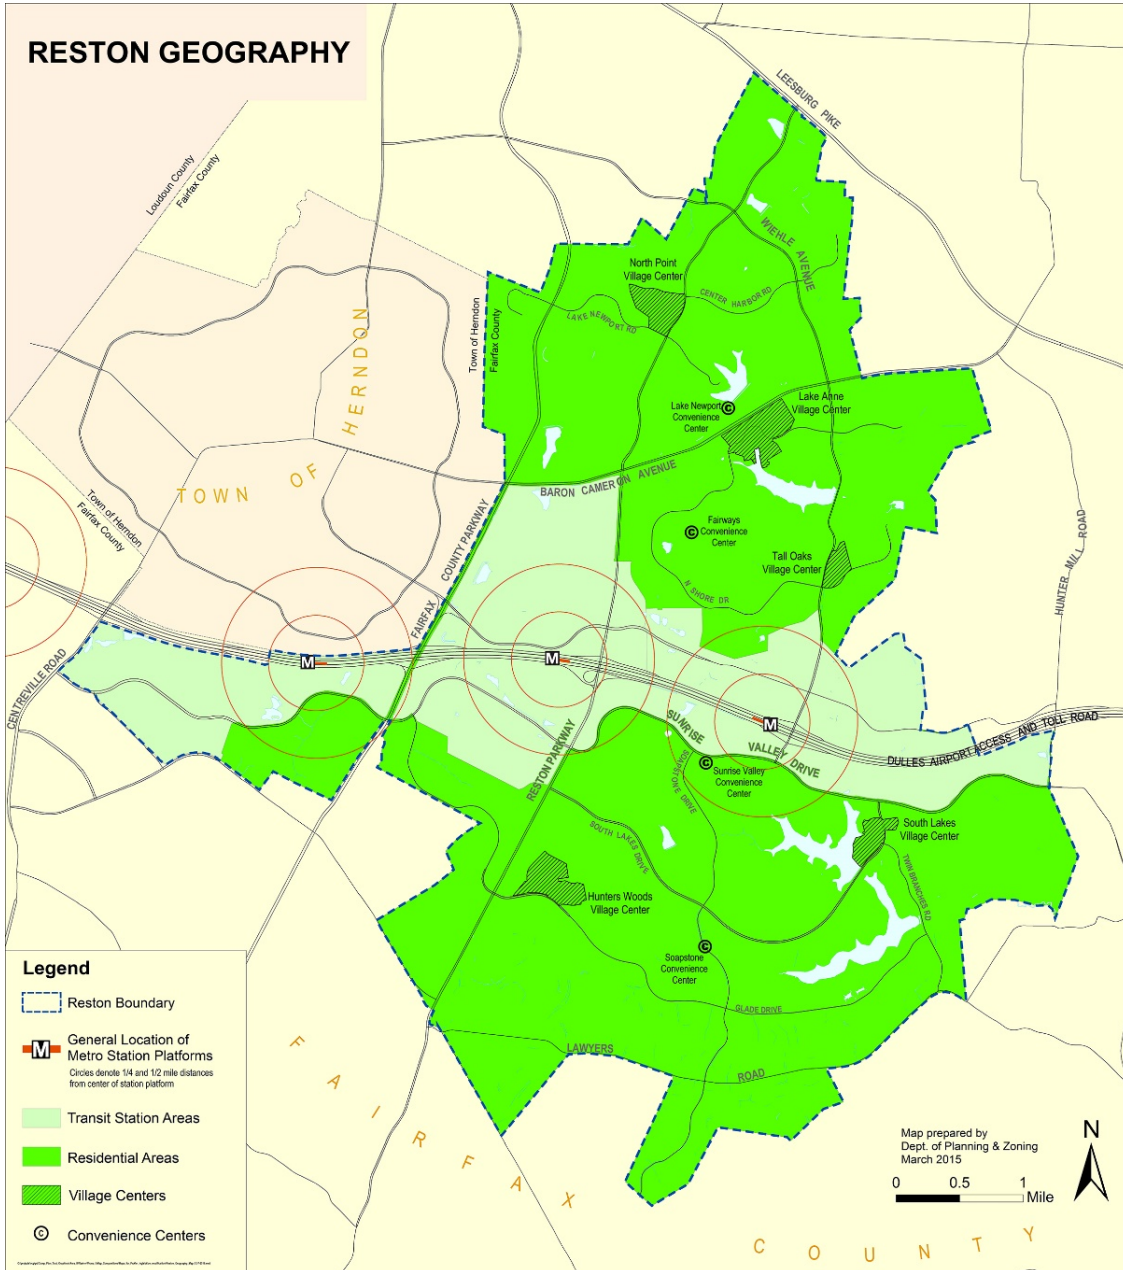 RESTON GEOGRAPHY
LEESBURG PIKE
Loudoun County
Fairfax County
WIEHLE AVENUE
North Point
Village Center
CENTER HARBOR RD
LAKE NEWPORT RD
Town of Herndon
Fairfax County
TOWN OF HERNDON
Lake Newport
Convenience
Center
Lake Anne
Village Center
BARON CAMERON AVENUE
Town of Herndon
Fairfax County
FAIRFAX COUNTY PARKWAY
Fairways
Convenience
Center
Tall Oaks
Village Center
HUNTER MILL ROAD
N SHORE DR
CENTREVILLE ROAD
M
M
M
SUNRISE VALLEY DRIVE
DULLES AIRPORT ACCESS AND TOLL ROAD
RESTON PARKWAY
SOAPSTONE DRIVE
C
C
C
Sunrise Valley
Convenience
Center
SOUTH LAKES DRIVE
South Lakes
Village Center
TWIN BRANCHES RD
Hunters Woods
Village Center
C
Soapstone
Convenience
Center
GLADE DRIVE
LAWYERS ROAD
FAIRFAX COUNTY
Legend
Reston Boundary
M
General Location of
Metro Station Platforms
Circles denote 1/4 and 1/2 mile distances
from center of station platform
Transit Station Areas
Residential Areas
Village Centers
C
Convenience Centers
Map prepared by
Dept. of Planning & Zoning
March 2015
N
0 0.5 1
Mile